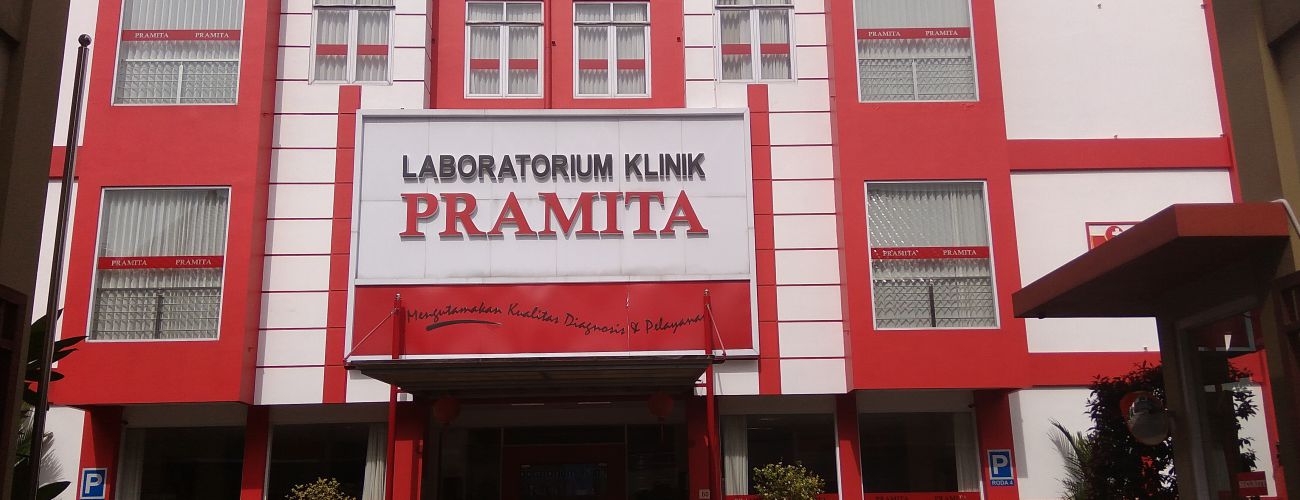 PRAMITA PRAMITA
PRAMITA PRAMITA
LABORATORIUM KLINIK
PRAMITA
PRAMITA PRAMITA
PRAMITA PRAMITA
Mengutamakan Kualitas Diagnosis & Pelayanan
P
P
RODA 4